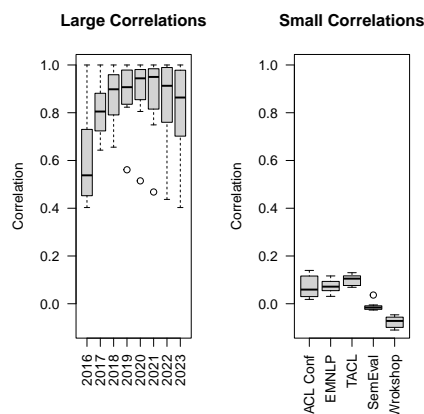 Large Correlations
Correlation
1.0
0.8
0.6
0.4
0.2
0.0
2016
2017
2018
2019
2020
2021
2022
2023
Small Correlations
Correlation
1.0
0.8
0.6
0.4
0.2
0.0
ACL Conf
EMNLP
TACL
SemEval